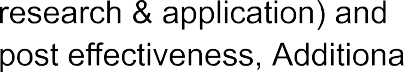 research & application) and
post effectiveness, Additiona